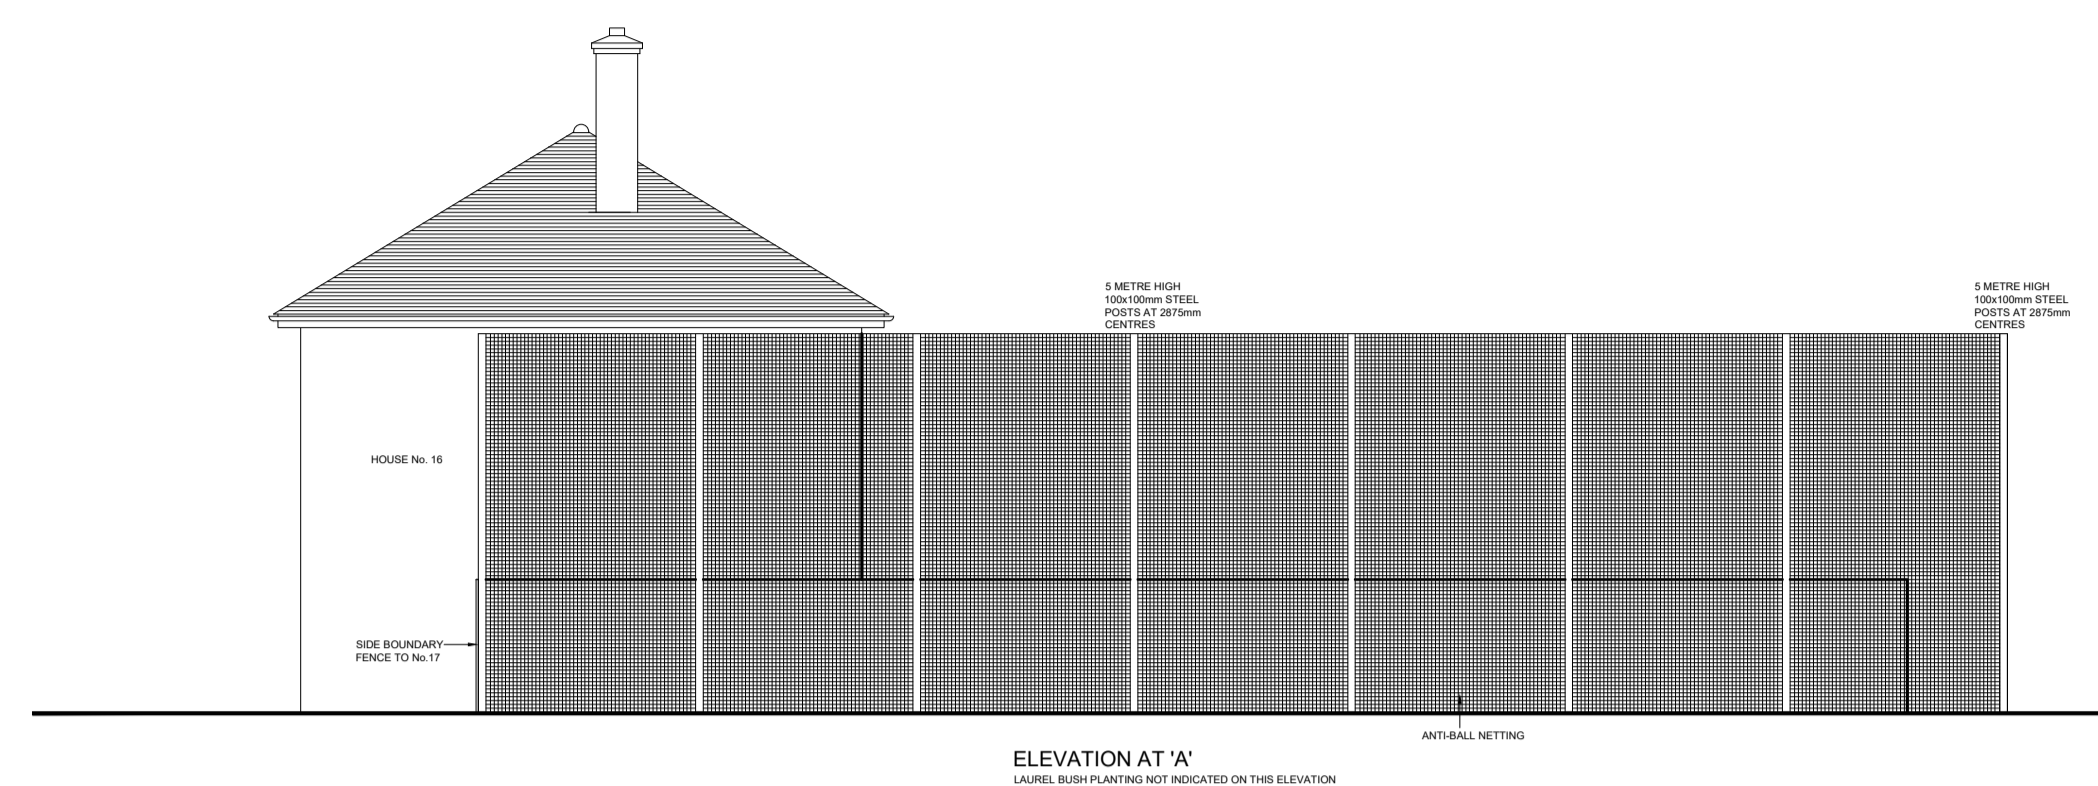 5 METRE HIGH
100x100mm STEEL
POSTS AT 2875mm
CENTRES
5 METRE HIGH
100x100mm STEEL
POSTS AT 2875mm
CENTRES
HOUSE No. 16
SIDE BOUNDARY
FENCE TO No.17
ANTI-BALL NETTING
ELEVATION AT 'A'
LAUREL BUSH PLANTING NOT INDICATED ON THIS ELEVATION